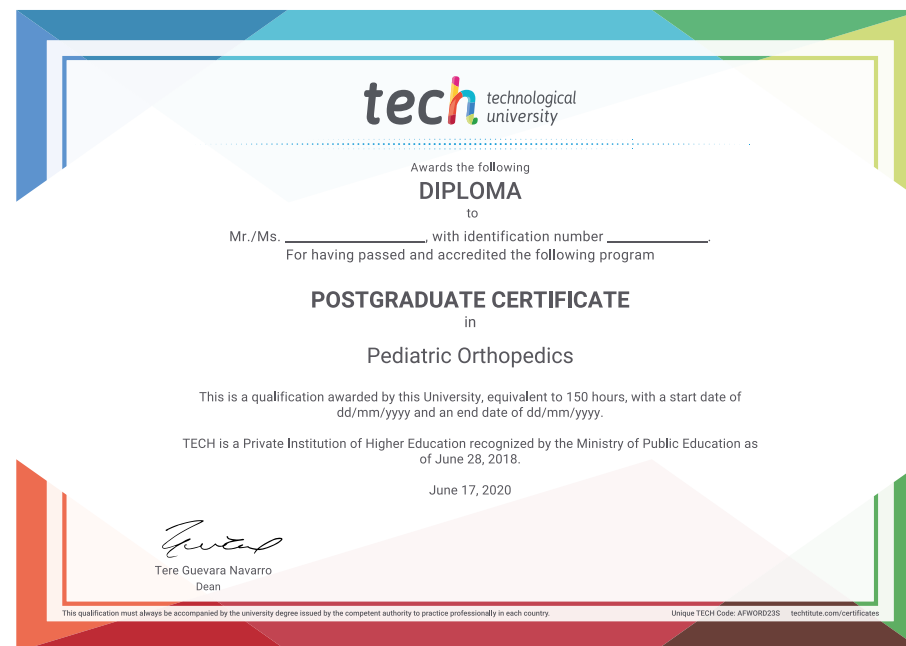 tech technological
university
Awards the following
DIPLOMA
to
Mr./Ms. ____________________, with identification number ______________.
For having passed and accredited the following program
POSTGRADUATE CERTIFICATE
in
Pediatric Orthopedics
This is a qualification awarded by this University, equivalent to 150 hours, with a start date of
dd/mm/yyyy and an end date of dd/mm/yyyy.
TECH is a Private Institution of Higher Education recognized by the Ministry of Public Education as
of June 28, 2018.
June 17, 2020
Tere Guevara Navarro
Dean
This qualification must always be accompanied by the university degree issued by the competent authority to practice professionally in each country. Unique TECH Code: AFWORD23S techtitute.com/certificates